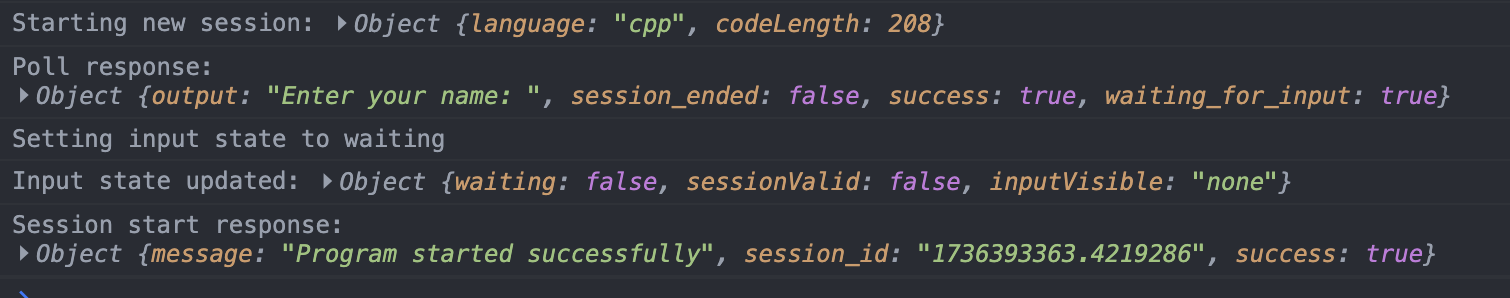 Starting new session: ▶Object {language: "cpp", codeLength: 208}
Poll response:
▶Object {output: "Enter your name: ", session_ended: false, success: true, waiting_for_input: true}
Setting input state to waiting
Input state updated: ▶Object {waiting: false, sessionValid: false, inputVisible: "none"}
Session start response:
▶Object {message: "Program started successfully", session_id: "1736393363.4219286", success: true}